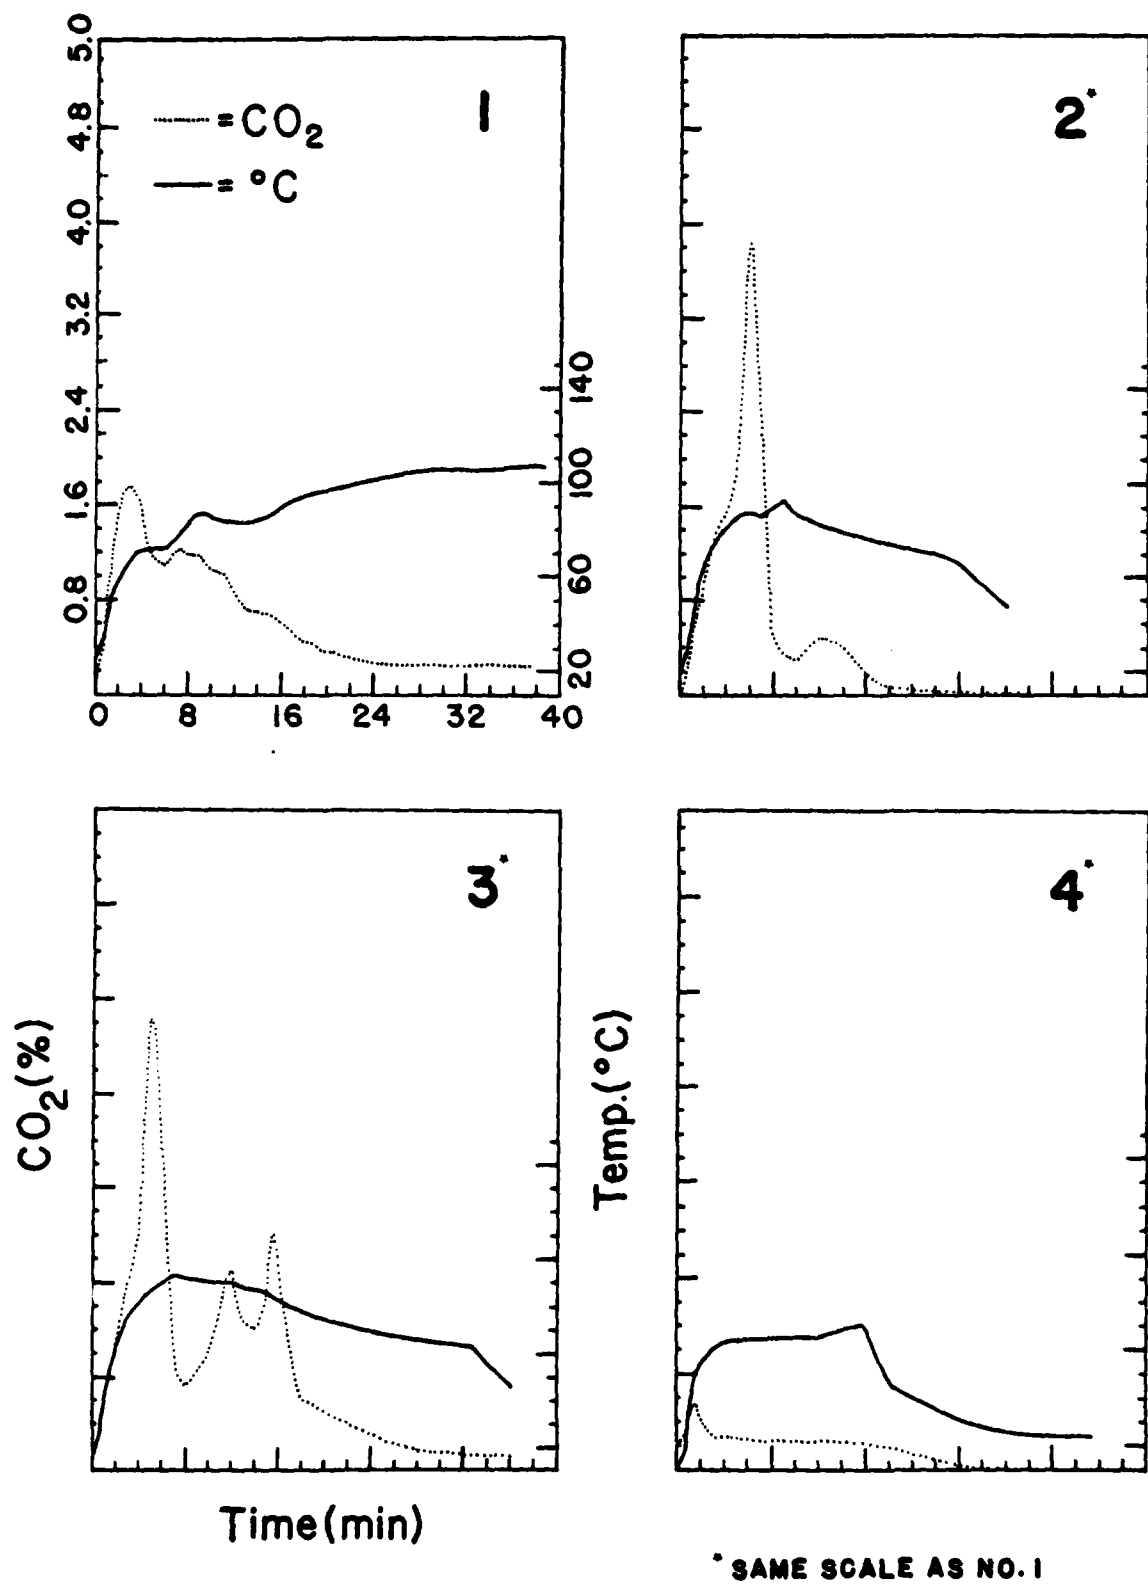 5.0
4.8
4.0
3.2
2.4
1.6
0.8
= CO2
= °C
1
140
100
60
20
0 8 16 24 32 40
2*
3*
4*
CO2(%)
Temp.(°C)
Time(min)
* SAME SCALE AS NO. 1